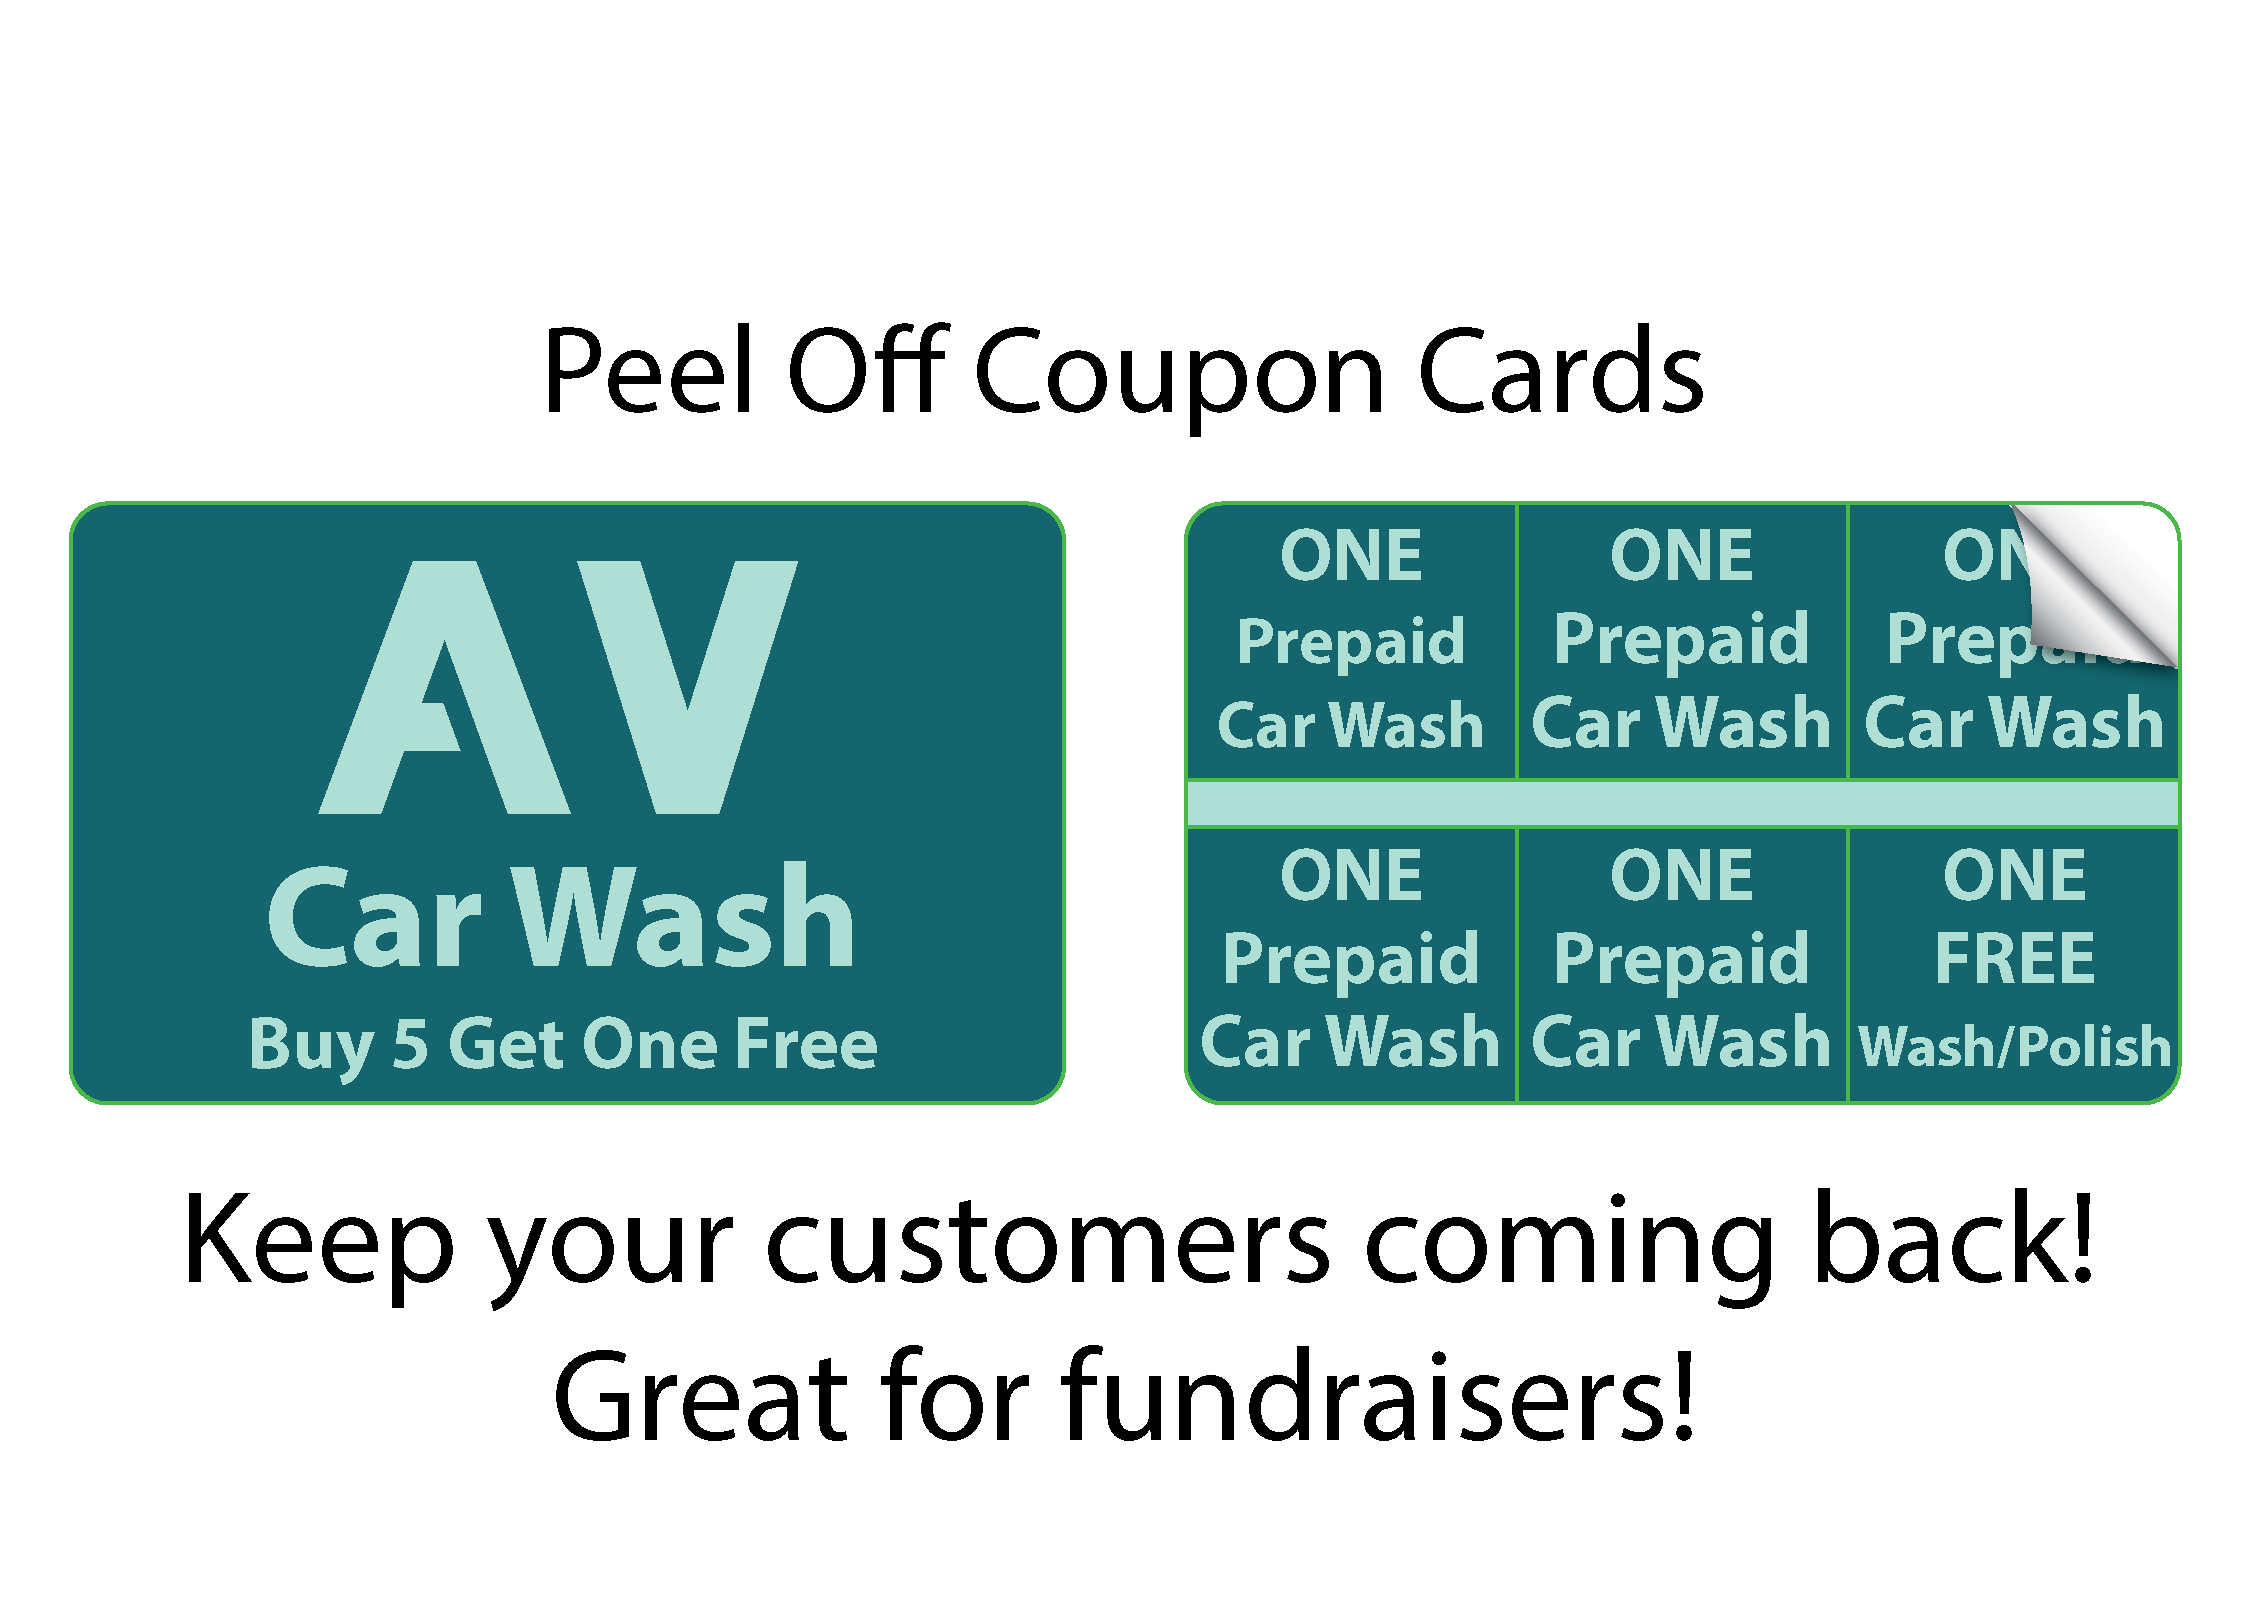 Peel Off Coupon Cards
AV
Car Wash
Buy 5 Get One Free
ONE
Prepaid
Car Wash
ONE
Prepaid
Car Wash
Car Wash
ONE
Prepaid
Car Wash
ONE
Prepaid
Car Wash
ONE
FREE
Wash/Polish
Keep your customers coming back!
Great for fundraisers!